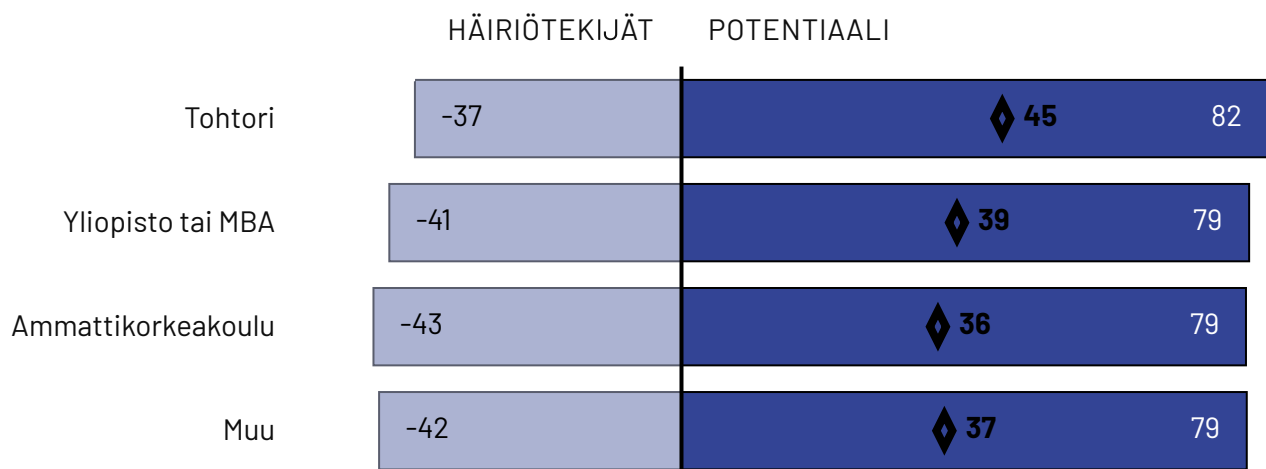 HÄIRIÖTEKIJÄT POTENTIAALI
Tohtori -37 45 82
Yliopisto tai MBA -41 39 79
Ammattikorkeakoulu -43 36 79
Muu -42 37 79